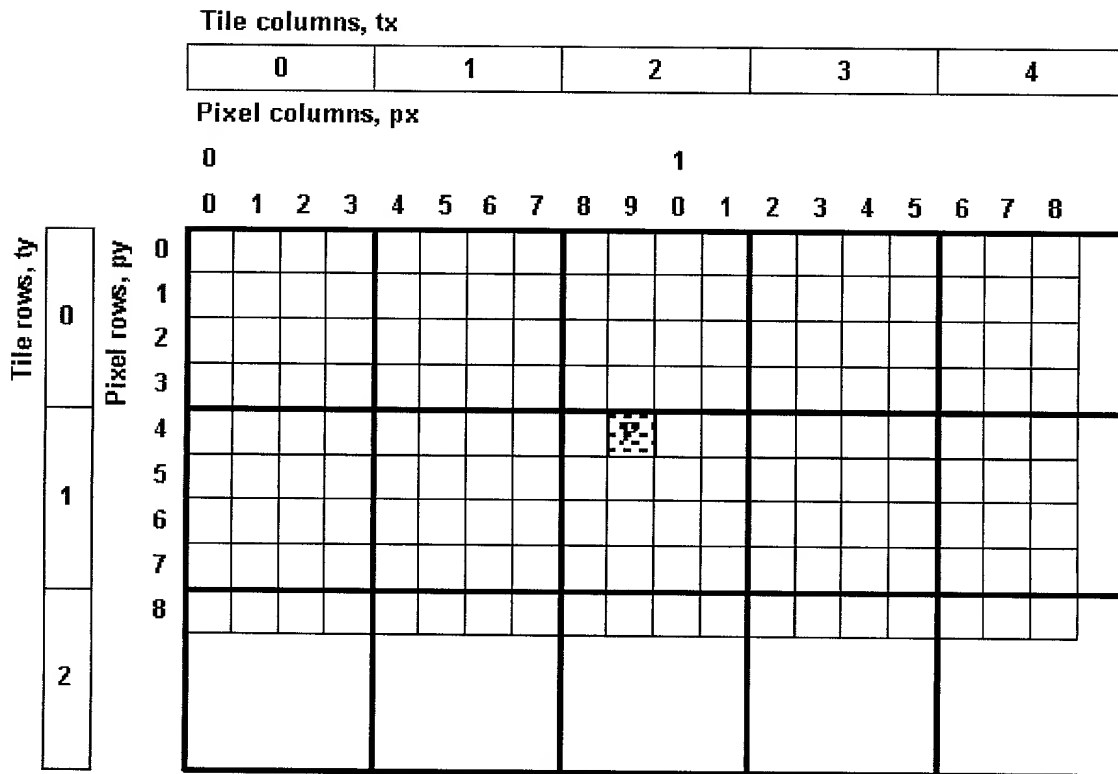 Tile columns, tx
0 1 2 3 4
Pixel columns, px
0 1
0 1 2 3 4 5 6 7 8 9 0 1 2 3 4 5 6 7 8
Tile rows, ty
0
1
2
Pixel rows, py
0
1
2
3
4
5
6
7
8
P